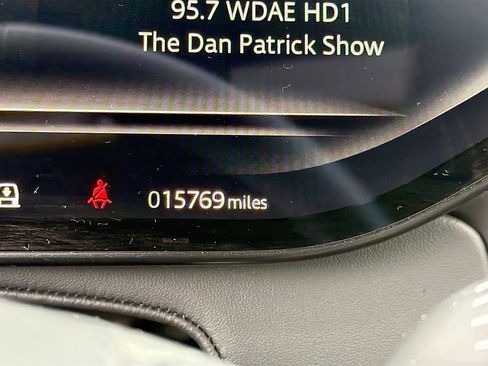 95.7 WDAE HD1
The Dan Patrick Show
015769 miles